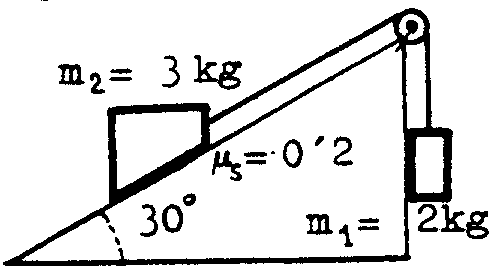 m₂= 3 kg
μₛ= 0'2
30°
m₁= 2kg